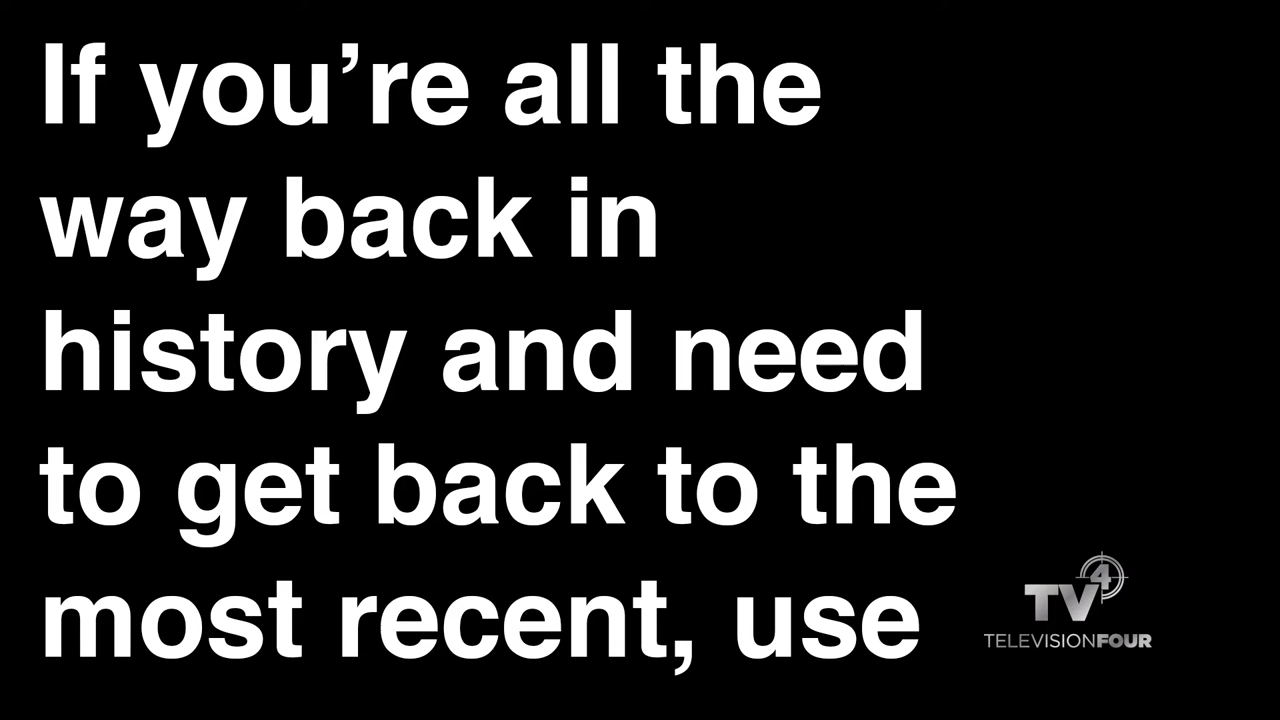 If you’re all the
way back in
history and need
to get back to the
most recent, use
TV4
TELEVISIONFOUR